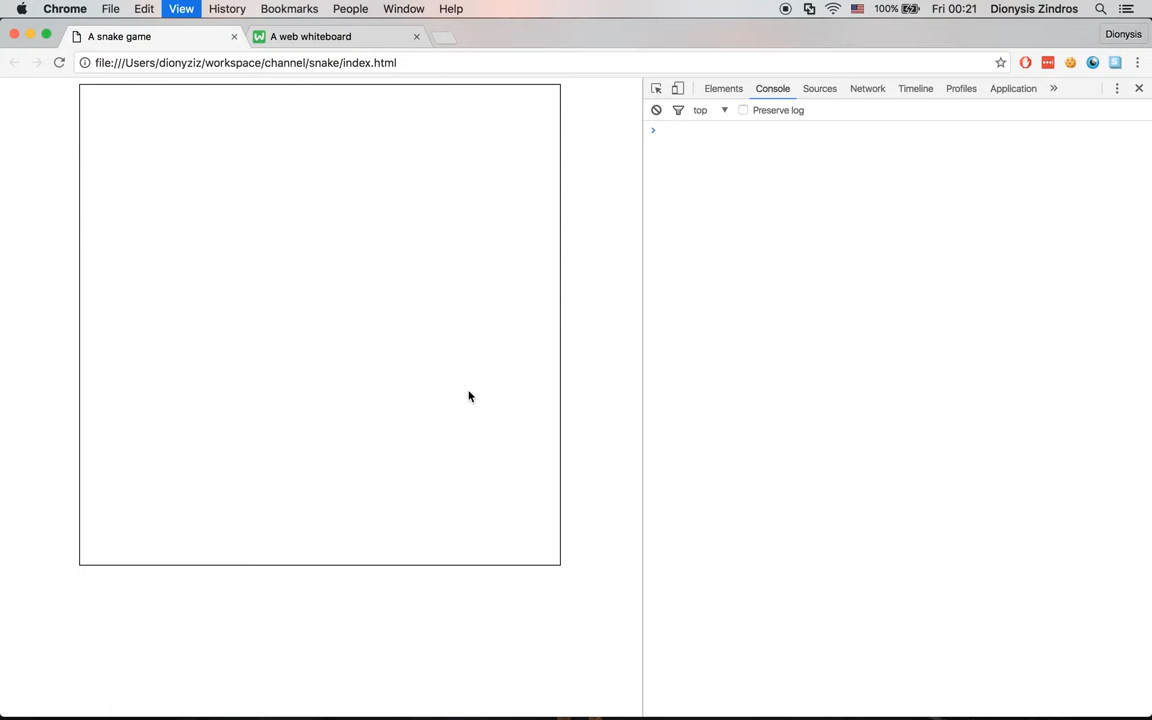 Chrome File Edit View History Bookmarks People Window Help 100% Fri 00:21 Dionysis Zindros
A snake game A web whiteboard Dionysis
file:///Users/dionyziz/workspace/channel/snake/index.html
Elements Console Sources Network Timeline Profiles Application »
top Preserve log